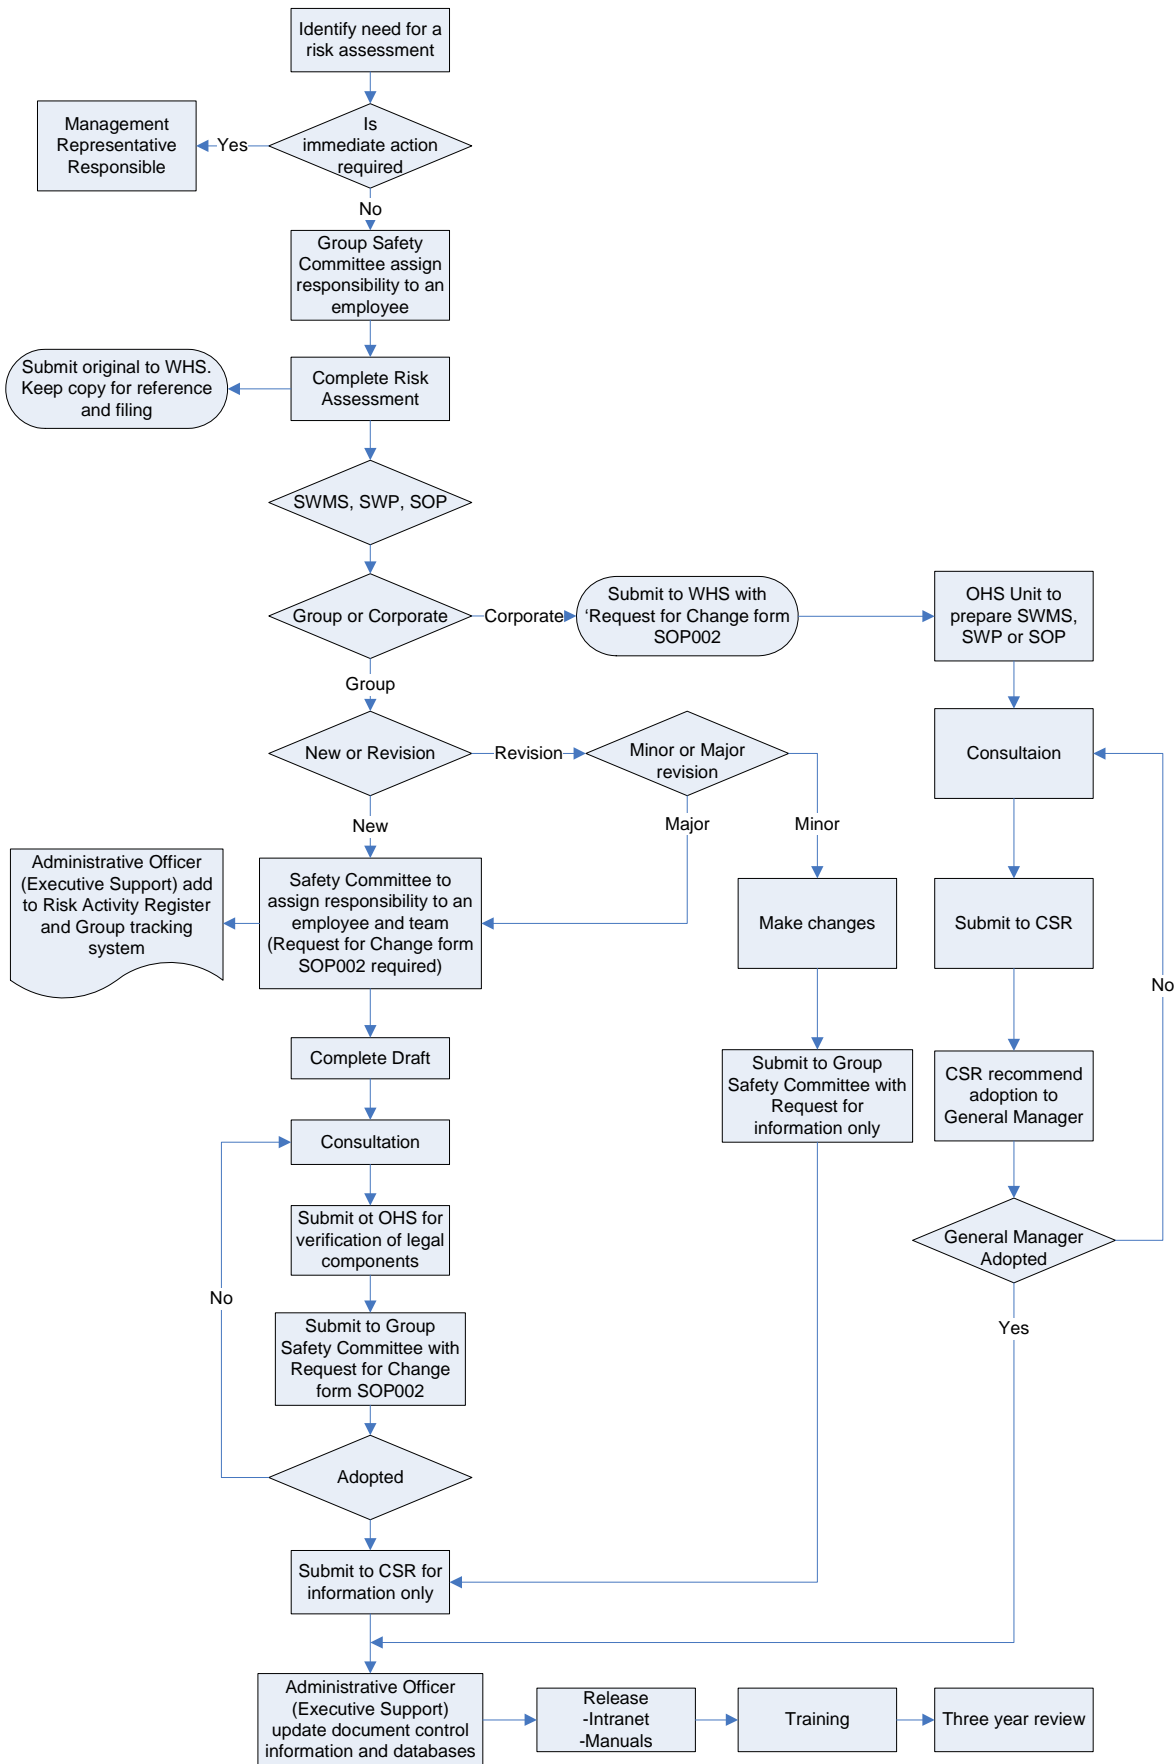 Identify need for a
risk assessment
Is
immediate action
required
Yes
Management
Representative
Responsible
No
Group Safety
Committee assign
responsibility to an
employee
Complete Risk
Assessment
Submit original to WHS.
Keep copy for reference
and filing
SWMS, SWP, SOP
Group or Corporate
Corporate
Submit to WHS with
‘Request for Change form
SOP002
OHS Unit to
prepare SWMS,
SWP or SOP
Group
New or Revision
Revision
Minor or Major
revision
Consultaion
New
Major
Minor
Administrative Officer
(Executive Support) add
to Risk Activity Register
and Group tracking
system
Safety Committee to
assign responsibility to an
employee and team
(Request for Change form
SOP002 required)
Make changes
Submit to CSR
No
Complete Draft
Submit to Group
Safety Committee with
Request for
information only
CSR recommend
adoption to
General Manager
Consultation
Submit ot OHS for
verification of legal
components
General Manager
Adopted
No
Submit to Group
Safety Committee with
Request for Change
form SOP002
Yes
Adopted
Submit to CSR for
information only
Administrative Officer
(Executive Support)
update document control
information and databases
Release
-Intranet
-Manuals
Training
Three year review